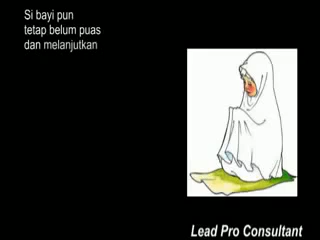 Si bayi pun
tetap belum puas
dan melanjutkan
Lead Pro Consultant